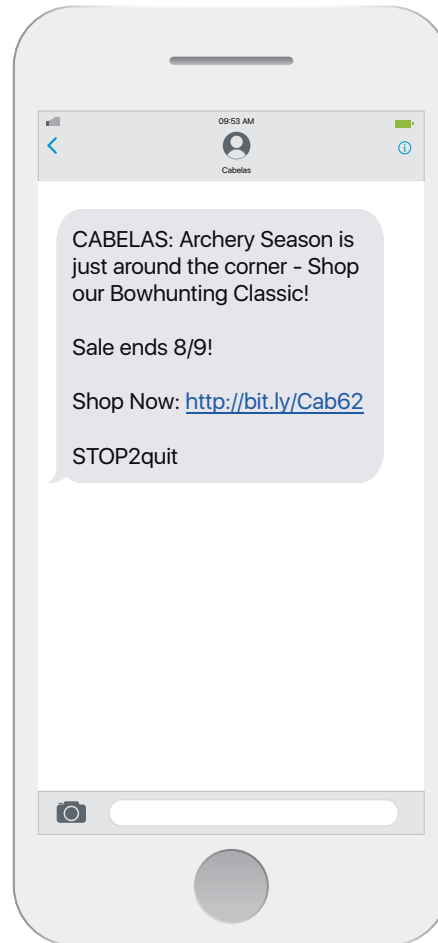 09:53 AM
Cabelas
CABELAS: Archery Season is
just around the corner - Shop
our Bowhunting Classic!
Sale ends 8/9!
Shop Now: http://bit.ly/Cab62
STOP2quit